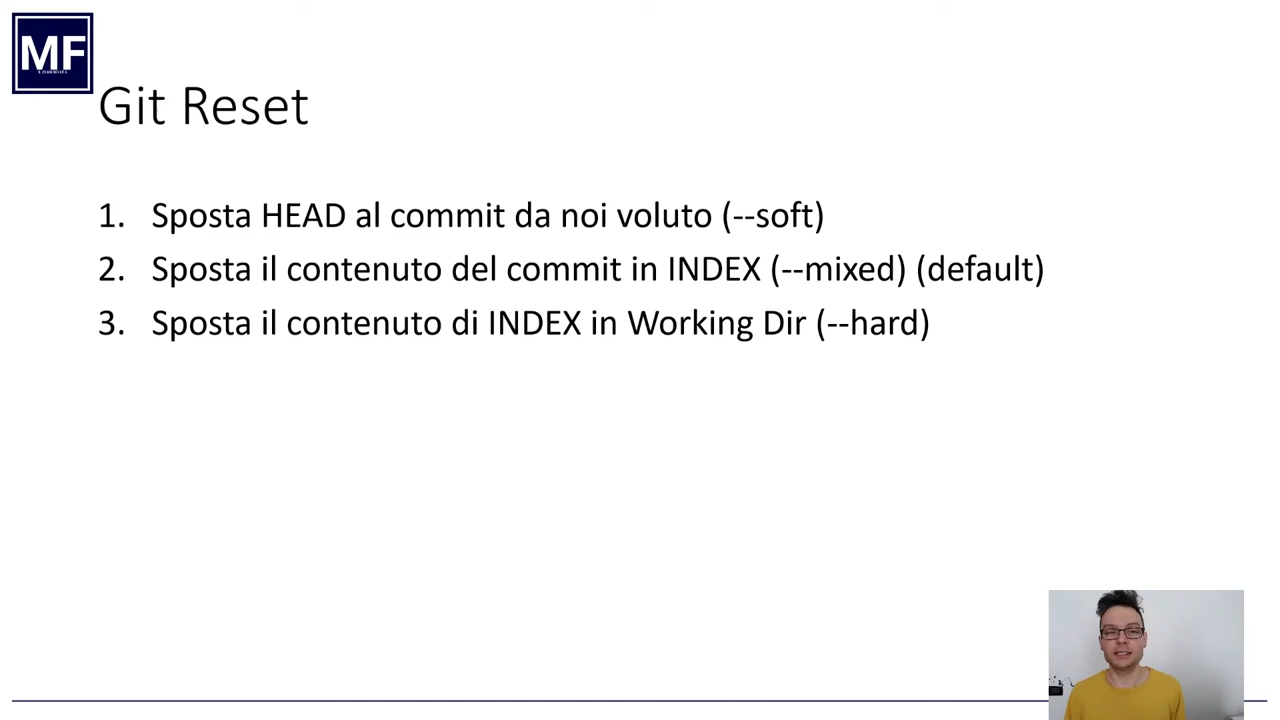 MF
Git Reset
1. Sposta HEAD al commit da noi voluto (--soft)
2. Sposta il contenuto del commit in INDEX (--mixed) (default)
3. Sposta il contenuto di INDEX in Working Dir (--hard)